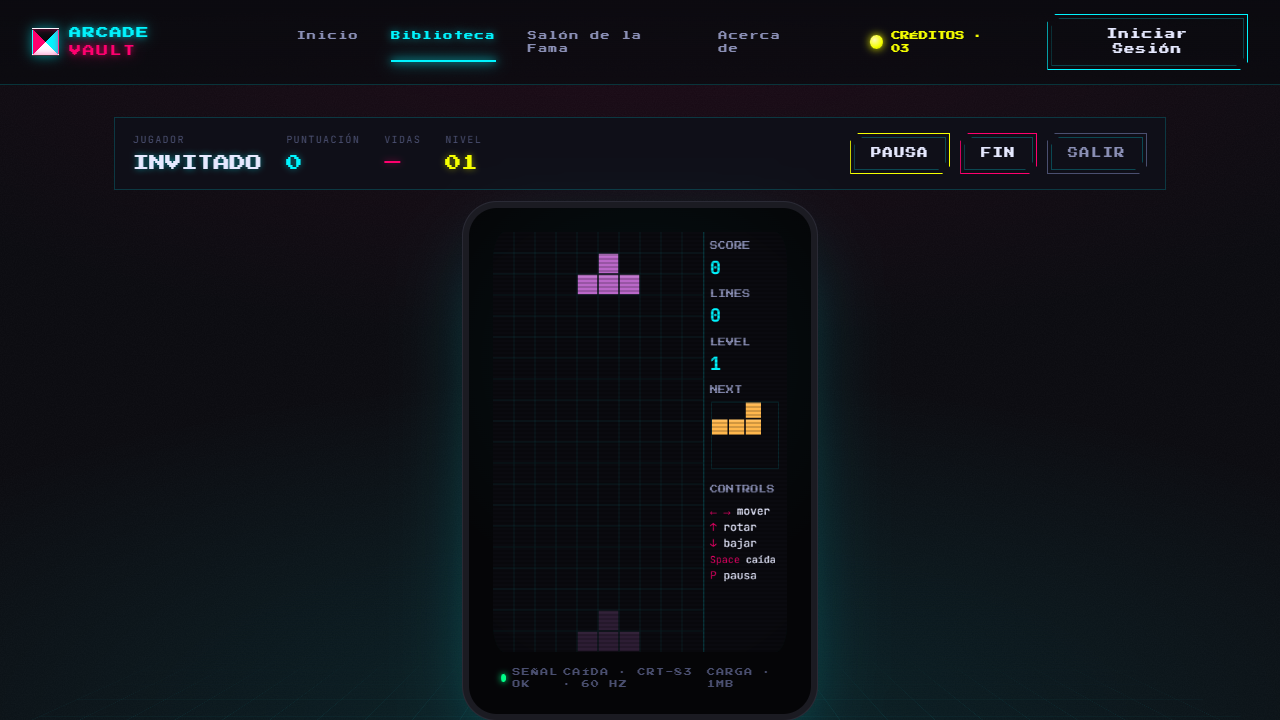 ARCADE
VAULT
Inicio
Biblioteca
Salón de la
Fama
Acerca
de
CRéDITOS ·
03
Iniciar
Sesión
JUGADOR
INVITADO
PUNTUACIÓN
0
VIDAS
—
NIVEL
01
PAUSA
FIN
SALIR
SCORE
0
LINES
0
LEVEL
1
NEXT
CONTROLS
← → mover
↑ rotar
↓ bajar
Space caída
P pausa
SEñAL
OK
CAíDA · CRT-83
· 60 HZ
CARGA ·
1MB